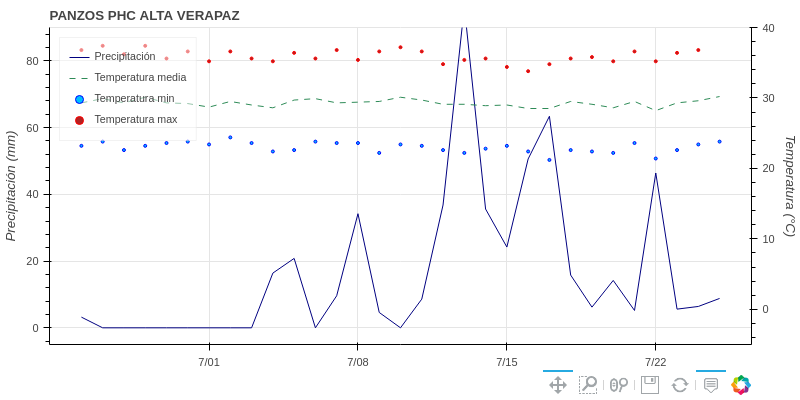 PANZOS PHC ALTA VERAPAZ
Precipitación
Temperatura media
Temperatura min
Temperatura max
Precipitación (mm)
80
60
40
20
0
40
30
20
10
0
Temperatura (°C)
7/01
7/08
7/15
7/22